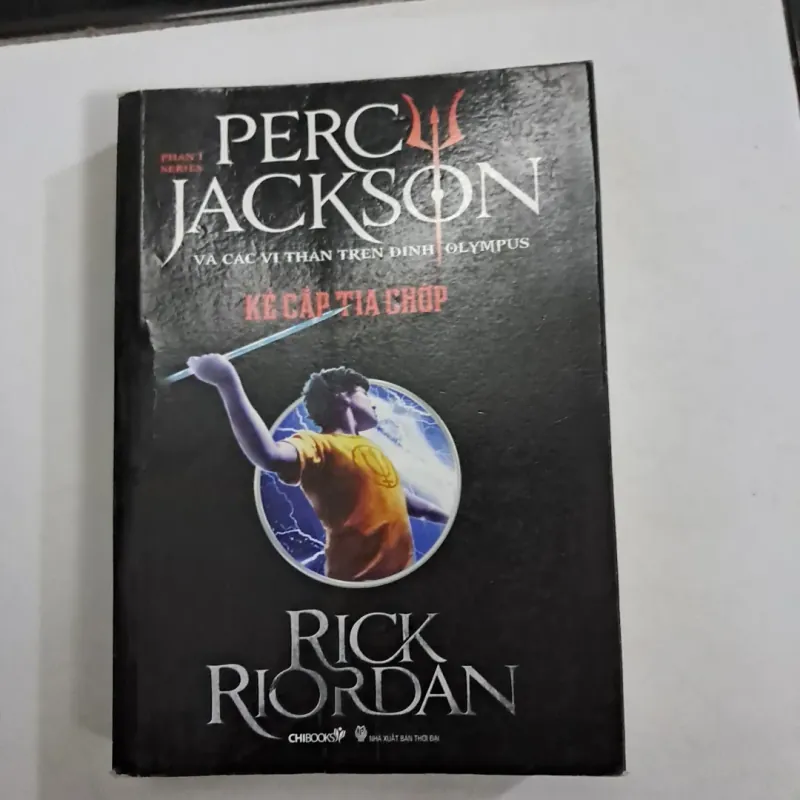 PERCY
PHẦN I
SERIES
JACKSON
VÀ CÁC VỊ THẦN TRÊN ĐỈNH OLYMPUS
KẺ CẮP TIA CHỚP
RICK
RIORDAN
CHIBOOKS
NHÀ XUẤT BẢN THỜI ĐẠI